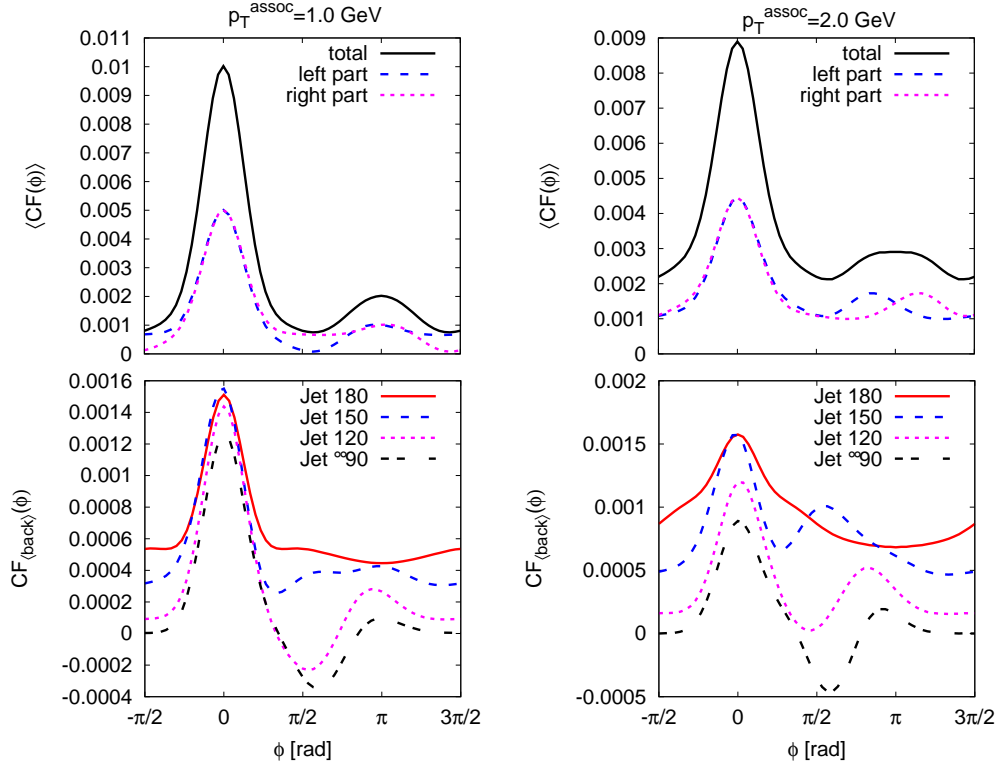 p_T^assoc=1.0 GeV
0.011
0.01
0.009
0.008
0.007
0.006
0.005
0.004
0.003
0.002
0.001
0
⟨CF(ϕ)⟩
total
left part
right part
p_T^assoc=2.0 GeV
0.009
0.008
0.007
0.006
0.005
0.004
0.003
0.002
0.001
0.000
⟨CF(ϕ)⟩
total
left part
right part
0.0016
0.0014
0.0012
0.001
0.0008
0.0006
0.0004
0.0002
0
-0.0002
-0.0004
CF⟨back⟩(ϕ)
Jet 180
Jet 150
Jet 120
Jet ∞90
-π/2 0 π/2 π 3π/2
ϕ [rad]
0.002
0.0015
0.001
0.0005
0.000
-0.0005
CF⟨back⟩(ϕ)
Jet 180
Jet 150
Jet 120
Jet ∞90
-π/2 0 π/2 π 3π/2
ϕ [rad]